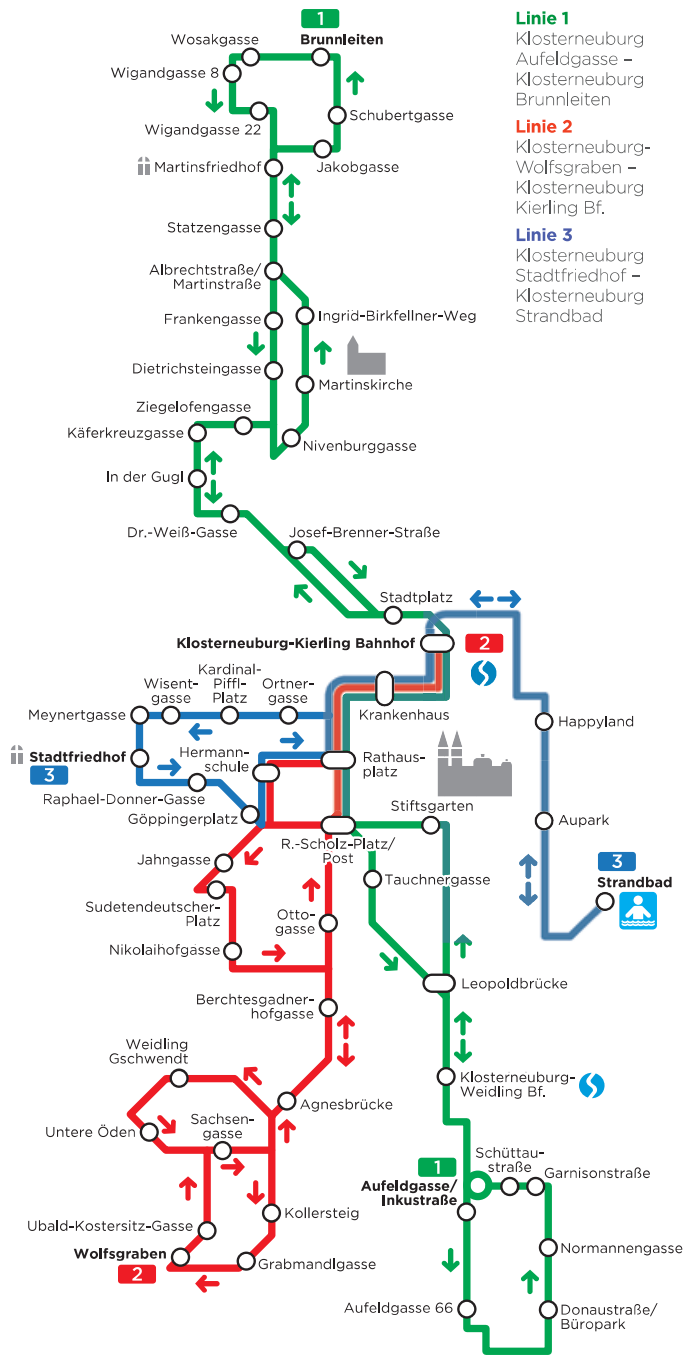 1
Brunnleiten
Wosakgasse
Wigandgasse 8
Wigandgasse 22
Schubertgasse
Martinsfriedhof
Jakobgasse
Statzengasse
Albrechtstraße/
Martinstraße
Frankengasse
Ingrid-Birkfellner-Weg
Dietrichsteingasse
Martinskirche
Ziegelofengasse
Käferkreuzgasse
Nivenburggasse
In der Gugl
Dr.-Weiß-Gasse
Josef-Brenner-Straße
Stadtplatz
Klosterneuburg-Kierling Bahnhof
2
Linie 1
Klosterneuburg
Aufeldgasse –
Klosterneuburg
Brunnleiten
Linie 2
Klosterneuburg-
Wolfsgraben –
Klosterneuburg
Kierling Bf.
Linie 3
Klosterneuburg
Stadtfriedhof –
Klosterneuburg
Strandbad
Krankenhaus
Kardinal-
Piffl-
Platz
Wisent-
gasse
Ortner-
gasse
Meynertgasse
Stadtfriedhof
3
Hermann-
schule
Rathaus-
platz
Raphael-Donner-Gasse
Göppingerplatz
R.-Scholz-Platz/
Post
Stiftsgarten
Happyland
Aupark
3
Strandbad
Jahngasse
Sudetendeutscher-
Platz
Nikolaihofgasse
Otto-
gasse
Tauchnergasse
Leopoldbrücke
Berchtesgadner-
hofgasse
Weidling
Gschwendt
Agnesbrücke
Klosterneuburg-
Weidling Bf.
Untere Öden
Sachsen-
gasse
Ubald-Kostersitz-Gasse
Kollersteig
Wolfsgraben
2
Grabmandlgasse
1
Aufeldgasse/
Inkustraße
Schüttau-
straße
Garnisonstraße
Normannengasse
Aufeldgasse 66
Donaustraße/
Büropark